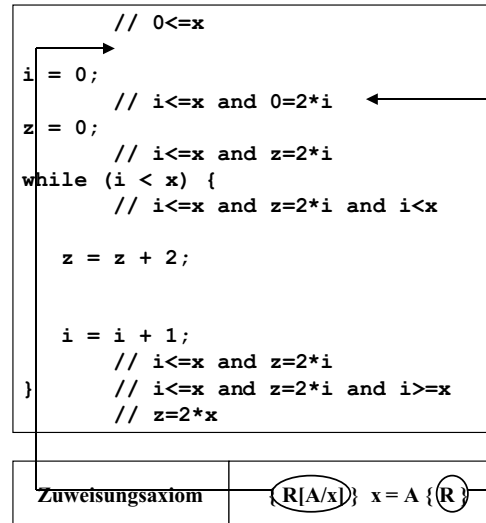 // 0<=x
i = 0;
// i<=x and 0=2*i
z = 0;
// i<=x and z=2*i
while (i < x) {
// i<=x and z=2*i and i<x
z = z + 2;
i = i + 1;
// i<=x and z=2*i
} // i<=x and z=2*i and i>=x
// z=2*x
Zuweisungsaxiom { R[A/x] } x = A { R }